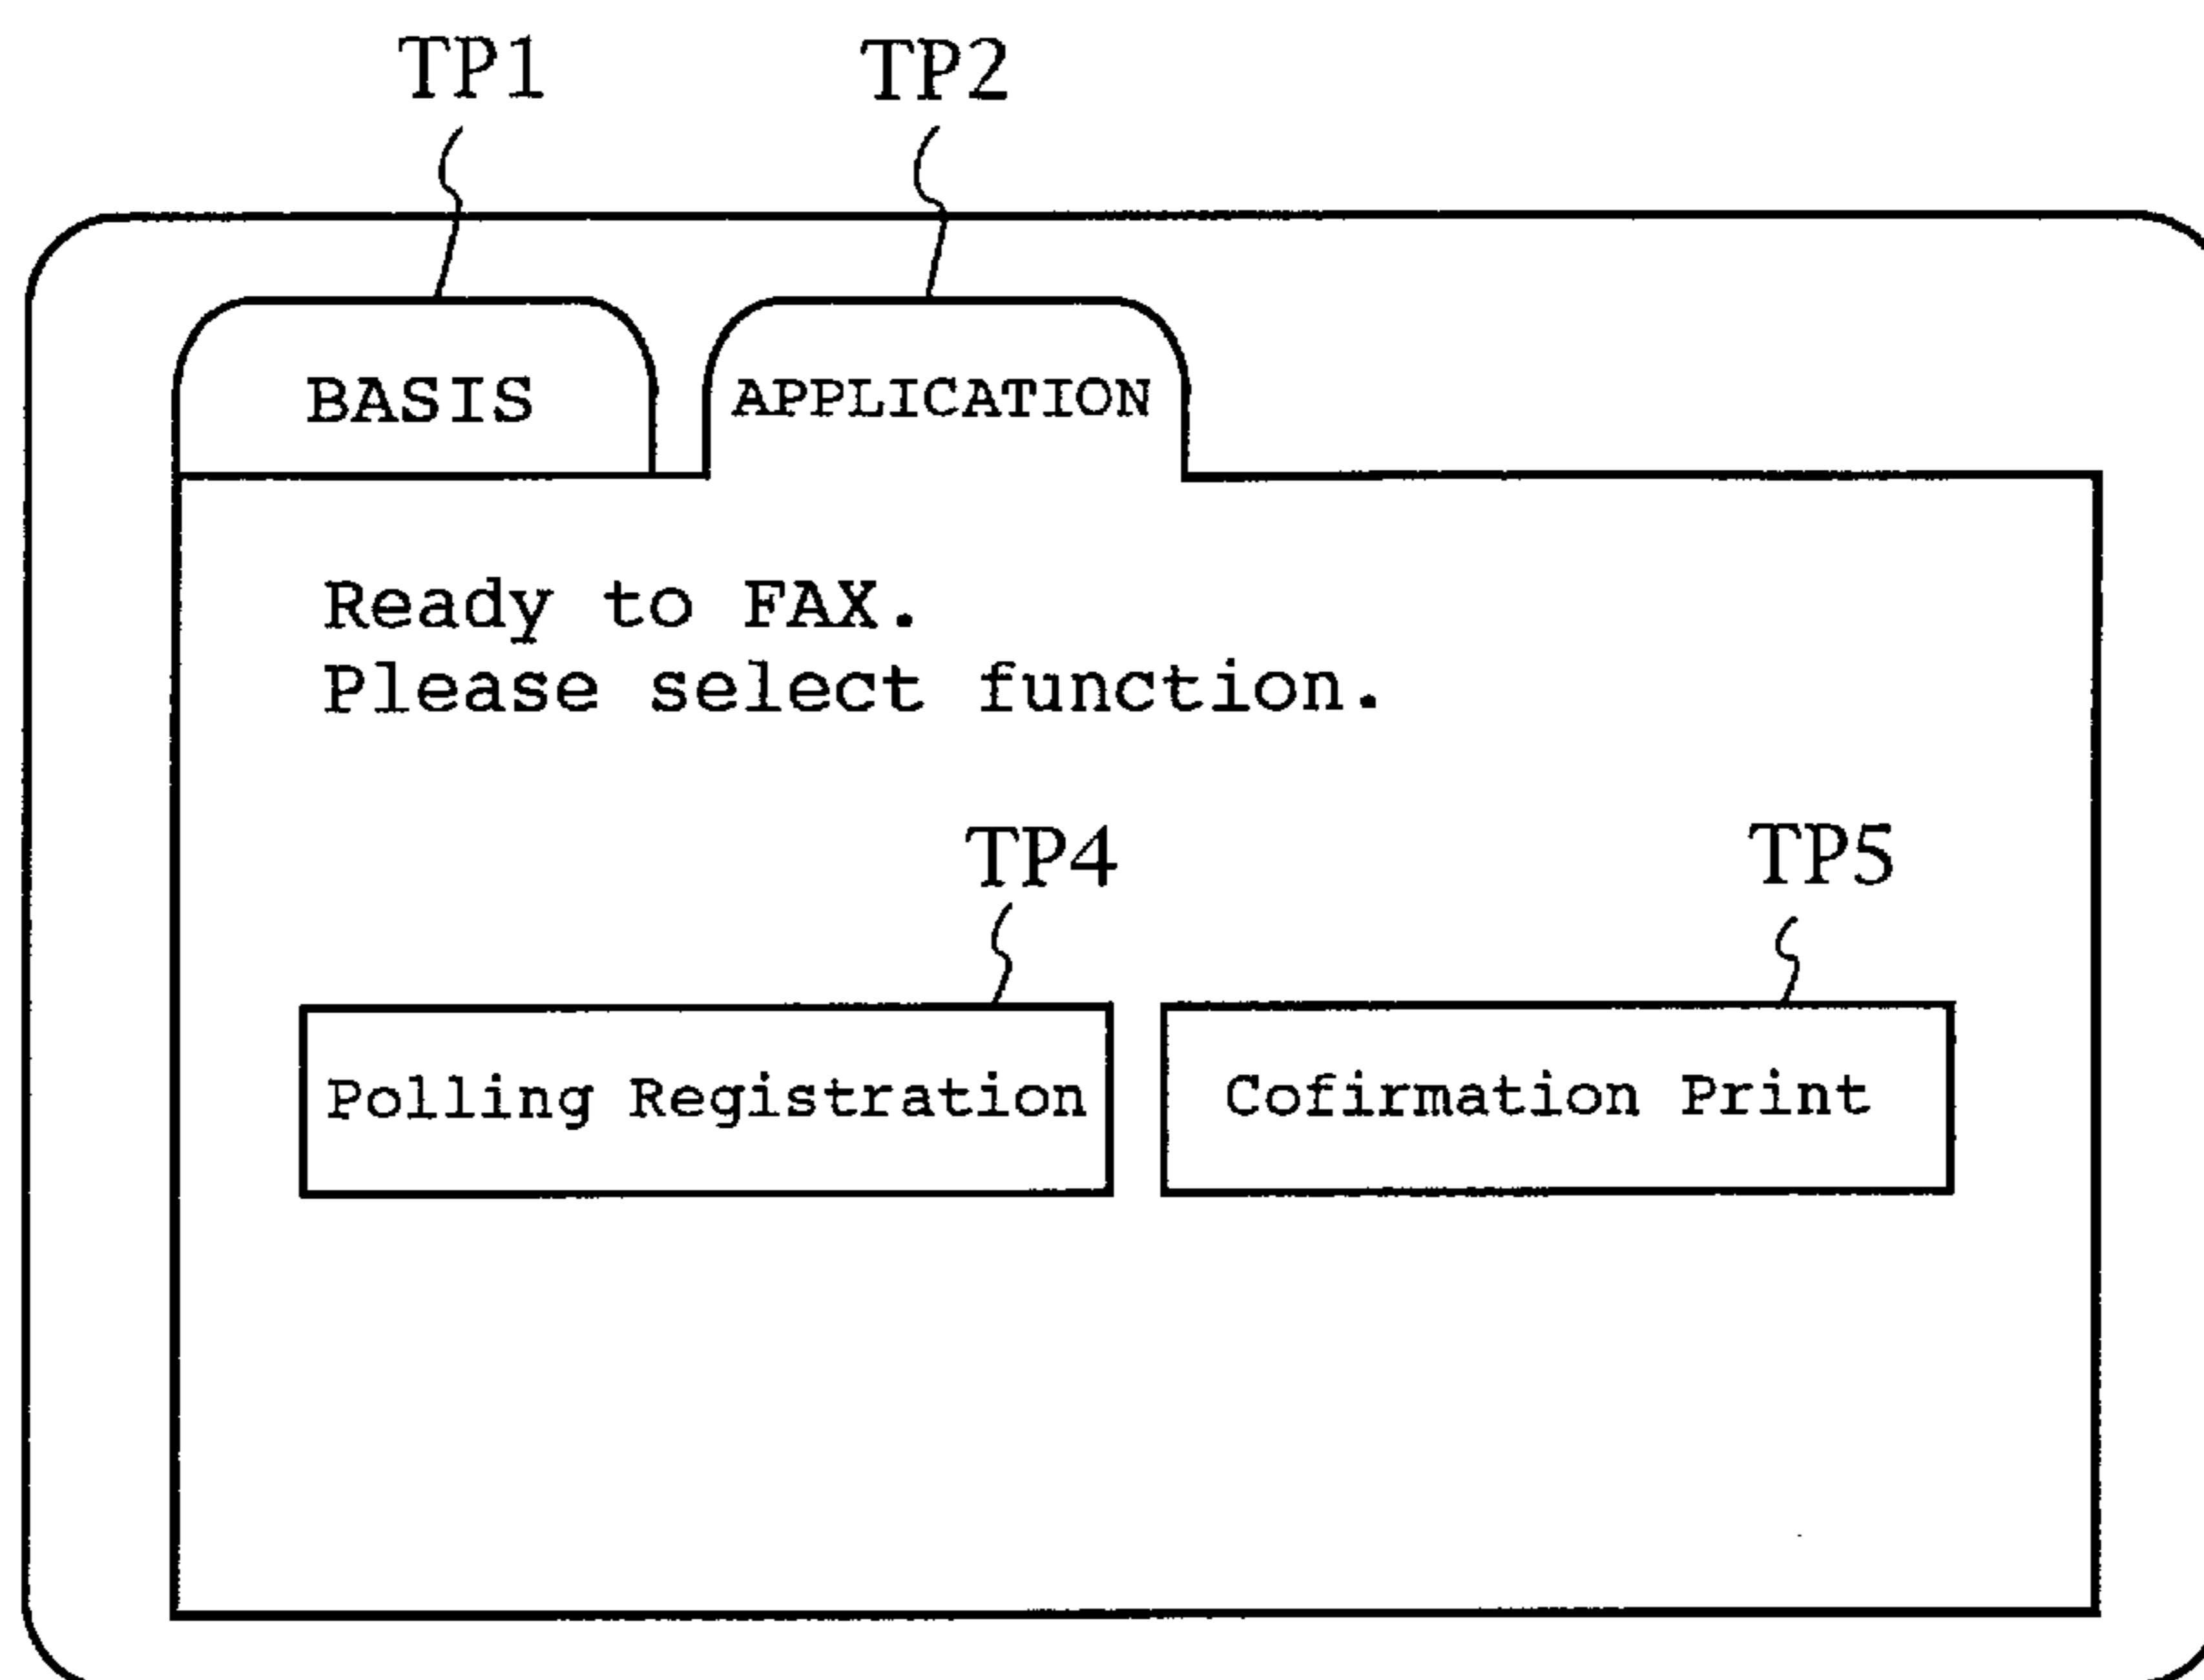 TP1 TP2
BASIS APPLICATION
Ready to FAX.
Please select function.
TP4 TP5
Polling Registration Cofirmation Print